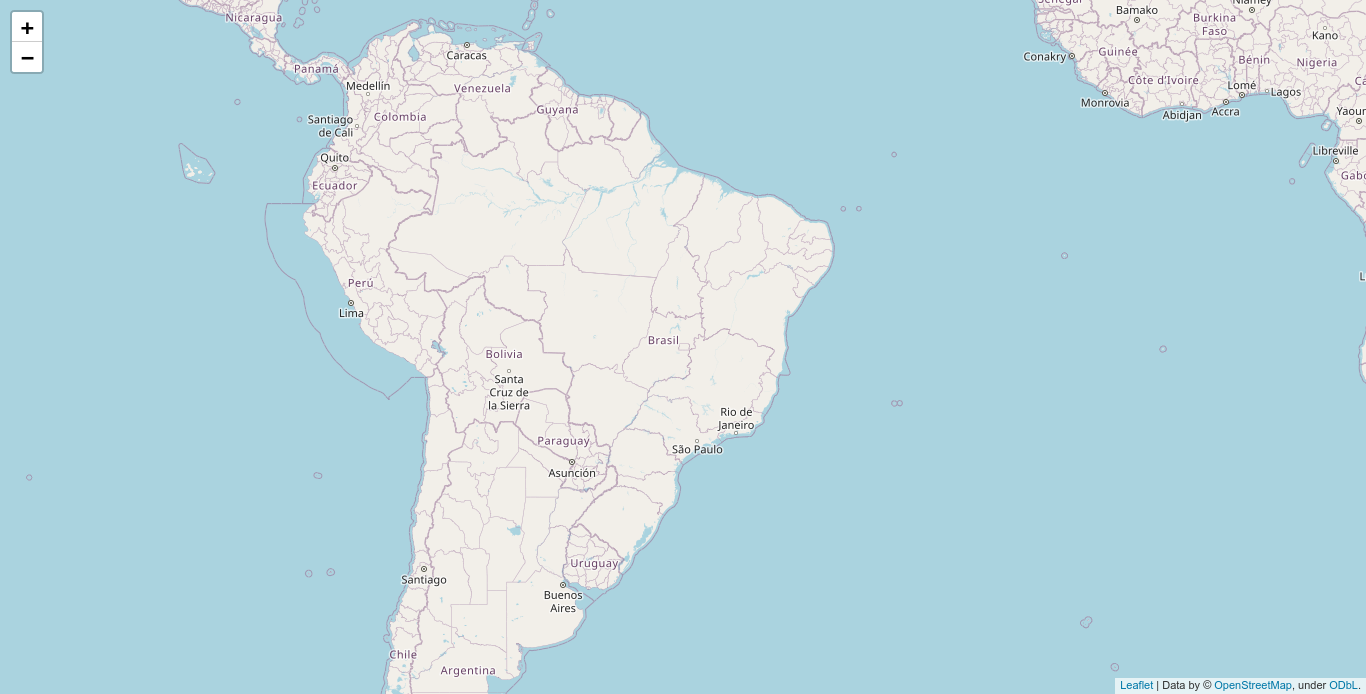 +
−
Nicaragua
Panamá
Caracas
Medellín
Venezuela
Colombia
Guyana
Santiago
de Cali
Quito
Ecuador
Perú
Lima
Bolivia
Santa
Cruz de
la Sierra
Brasil
Rio de
Janeiro
São Paulo
Paraguay
Asunción
Uruguay
Santiago
Buenos
Aires
Chile
Argentina
Senegal
Bamako
Niamey
Burkina
Faso
Kano
Conakry
Guinée
Bénin
Nigeria
Côte d'Ivoire
Lomé
Lagos
Monrovia
Abidjan
Accra
Yaoun
Libreville
Gabo
L
Leaflet | Data by © OpenStreetMap, under ODbL.